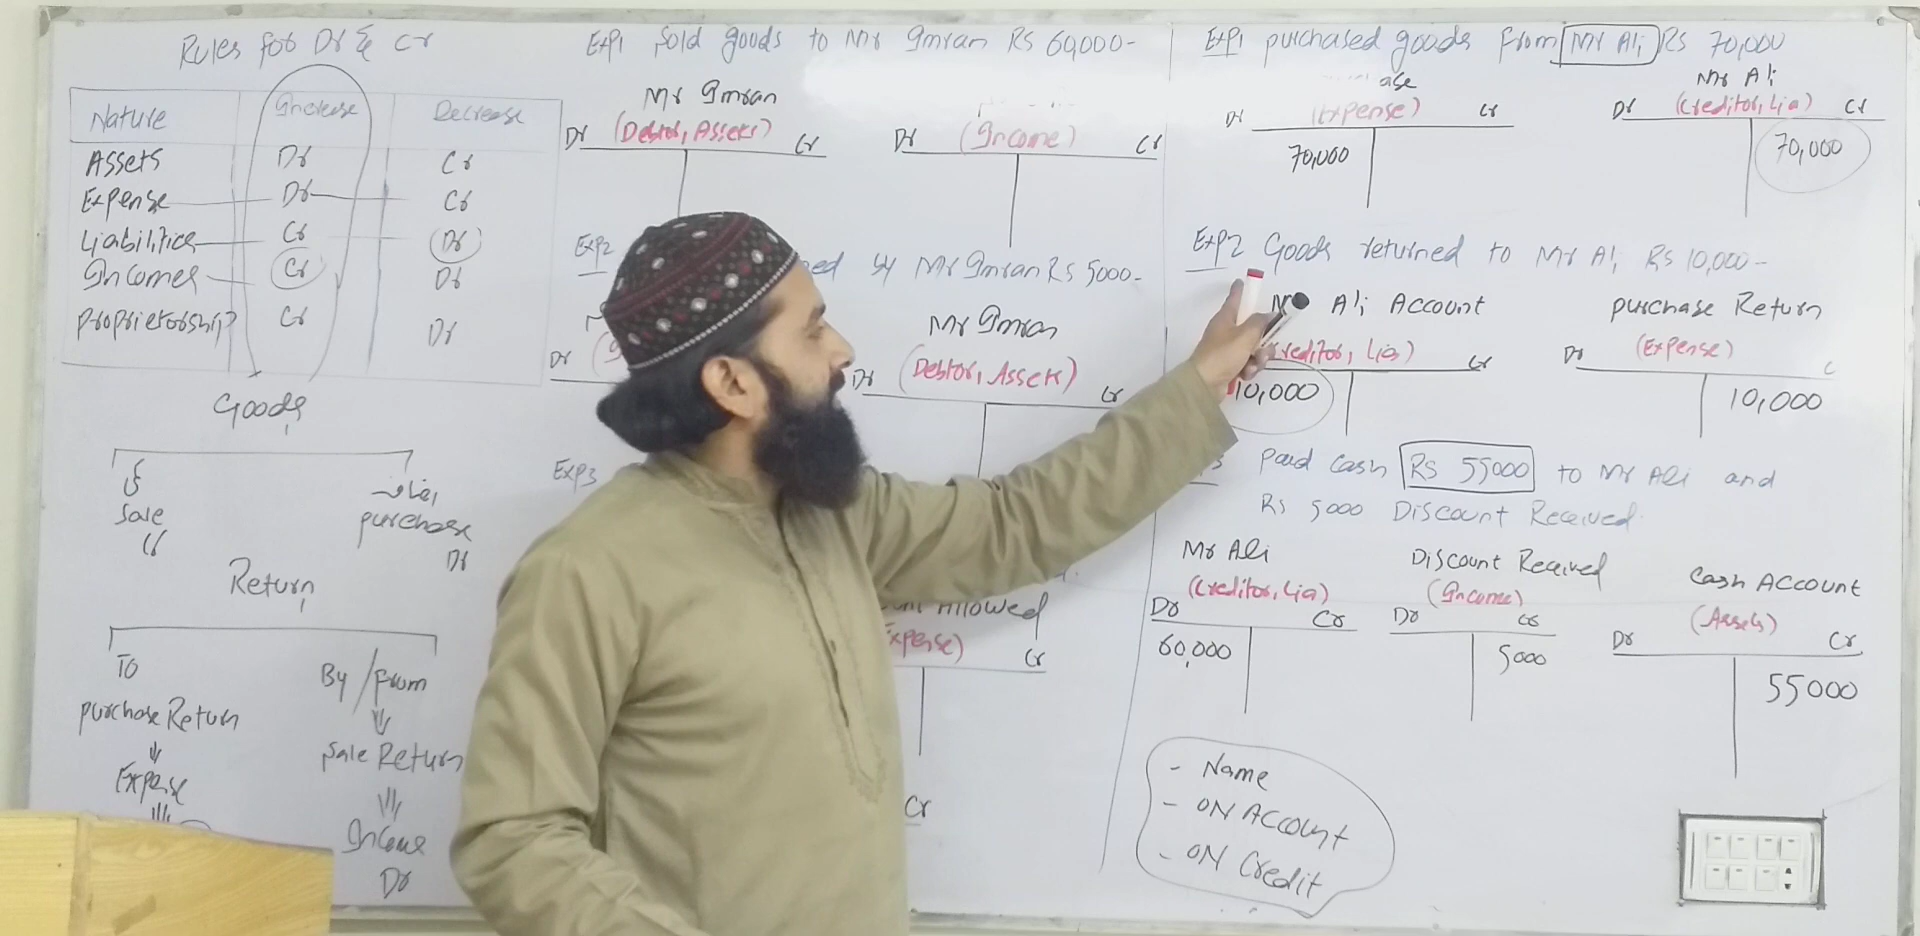 Rules for Dr & Cr
Nature Increase Decrease
Assets Dr Cr
Expense Dr Cr
Liabilities Cr Dr
Incomes Cr Dr
Proprietorship Cr Dr
Goods
Sale
Cr
purchase
Dr
Return
To
purchase Return
Expense
By / from
Sale Return
Income
Dr
Exp1 Sold goods to Mr Imran Rs 60,000-
Mr Imran
Dr (Debtor, Assets) Cr
Dr (Income) Cr
Exp2
by Mr Imran Rs 5000-
Dr
Mr Imran
Dr (Debtor, Assets) Cr
Exp3
Allowed
Cr
Cr
Exp1 purchased goods from Mr Ali Rs 70,000
Dr (Expense) Cr
70,000
Mr Ali
Dr (Creditor, Lia) Cr
70,000
Exp2 Goods returned to Mr Ali Rs 10,000-
Ali Account
(Creditor, Lia) Cr
10,000
purchase Return
Dr (Expense) C
10,000
Paid cash Rs 55000 to Mr Ali and
Rs 5000 Discount Received.
Mr Ali
(Creditor, Lia)
Dr Cr
60,000
Discount Received
(Income)
Dr Cr
5000
Cash Account
(Assets)
Dr Cr
55000
- Name
- ON Account
- ON Credit